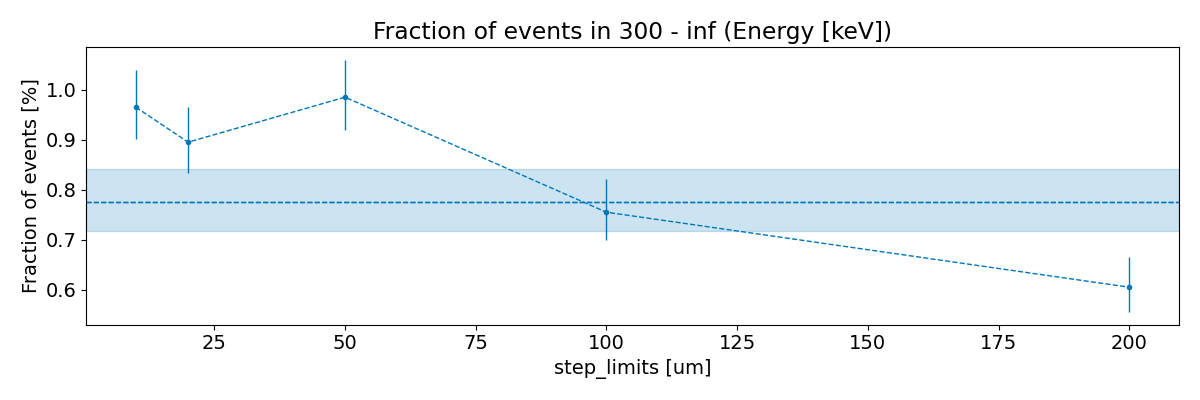 Fraction of events in 300 - inf (Energy [keV])
Fraction of events [%]
1.0
0.9
0.8
0.7
0.6
25 50 75 100 125 150 175 200
step_limits [um]